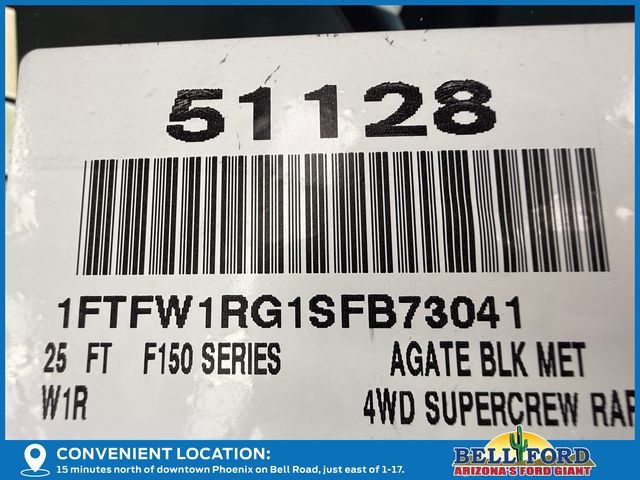 51128
1FTFW1RG1SFB73041
25 FT F150 SERIES AGATE BLK MET
W1R 4WD SUPERCREW RAP
CONVENIENT LOCATION:
15 minutes north of downtown Phoenix on Bell Road, just east of 1-17.
BELL FORD
ARIZONA'S FORD GIANT